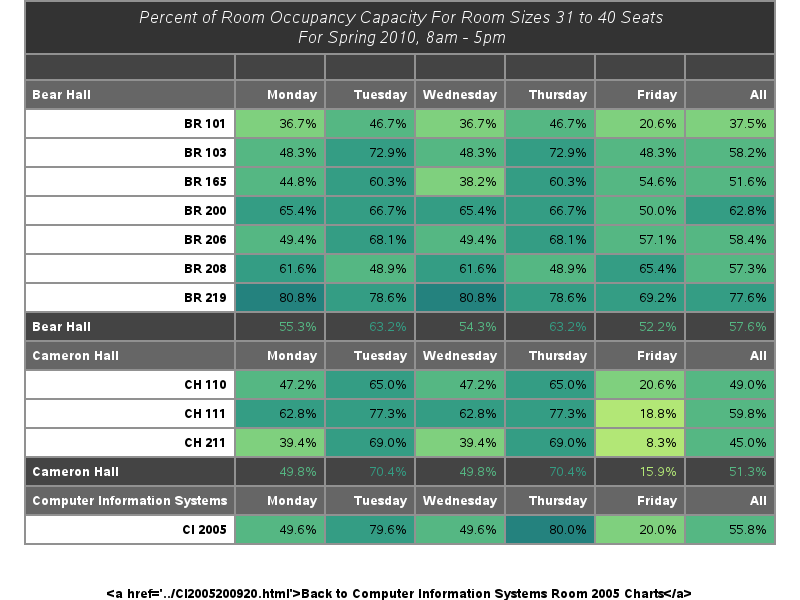 Percent of Room Occupancy Capacity For Room Sizes 31 to 40 Seats
For Spring 2010, 8am - 5pm
Bear Hall Monday Tuesday Wednesday Thursday Friday All
BR 101 36.7% 46.7% 36.7% 46.7% 20.6% 37.5%
BR 103 48.3% 72.9% 48.3% 72.9% 48.3% 58.2%
BR 165 44.8% 60.3% 38.2% 60.3% 54.6% 51.6%
BR 200 65.4% 66.7% 65.4% 66.7% 50.0% 62.8%
BR 206 49.4% 68.1% 49.4% 68.1% 57.1% 58.4%
BR 208 61.6% 48.9% 61.6% 48.9% 65.4% 57.3%
BR 219 80.8% 78.6% 80.8% 78.6% 69.2% 77.6%
Bear Hall 55.3% 63.2% 54.3% 63.2% 52.2% 57.6%
Cameron Hall Monday Tuesday Wednesday Thursday Friday All
CH 110 47.2% 65.0% 47.2% 65.0% 20.6% 49.0%
CH 111 62.8% 77.3% 62.8% 77.3% 18.8% 59.8%
CH 211 39.4% 69.0% 39.4% 69.0% 8.3% 45.0%
Cameron Hall 49.8% 70.4% 49.8% 70.4% 15.9% 51.3%
Computer Information Systems Monday Tuesday Wednesday Thursday Friday All
CI 2005 49.6% 79.6% 49.6% 80.0% 20.0% 55.8%
<a href='../CI2005200920.html'>Back to Computer Information Systems Room 2005 Charts</a>